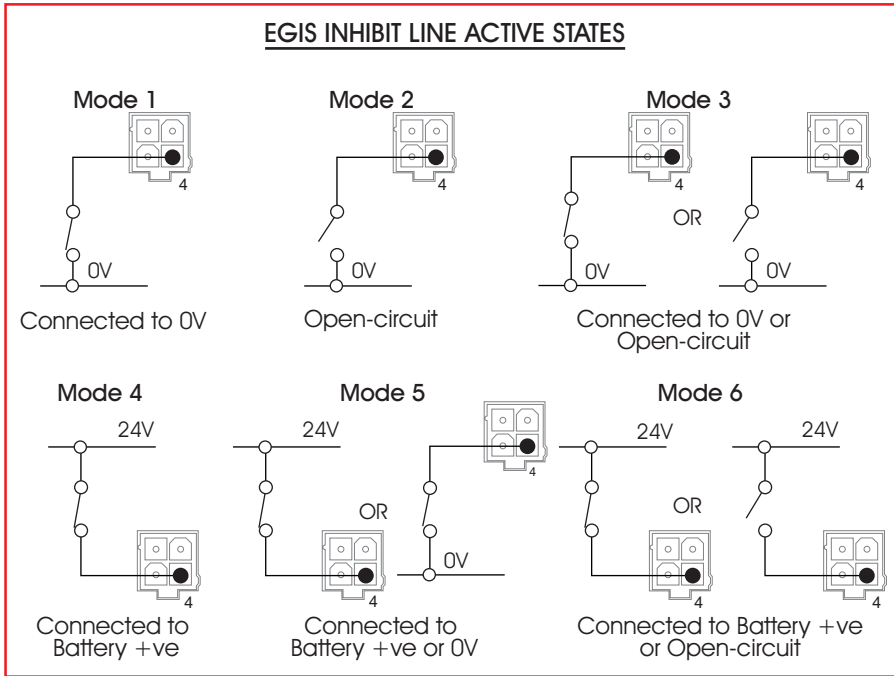 EGIS INHIBIT LINE ACTIVE STATES
Mode 1
Mode 2
Mode 3
4
4
4
4
OR
0V
0V
0V
0V
Connected to 0V
Open-circuit
Connected to 0V or
Open-circuit
Mode 4
Mode 5
Mode 6
24V
24V
24V
24V
4
OR
OR
0V
4
4
4
4
Connected to
Battery +ve
Connected to
Battery +ve or 0V
Connected to Battery +ve
or Open-circuit